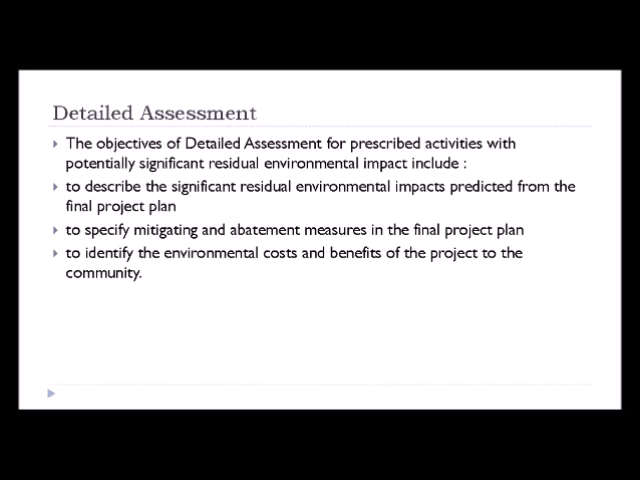 Detailed Assessment
The objectives of Detailed Assessment for prescribed activities with
potentially significant residual environmental impact include :
to describe the significant residual environmental impacts predicted from the
final project plan
to specify mitigating and abatement measures in the final project plan
to identify the environmental costs and benefits of the project to the
community.